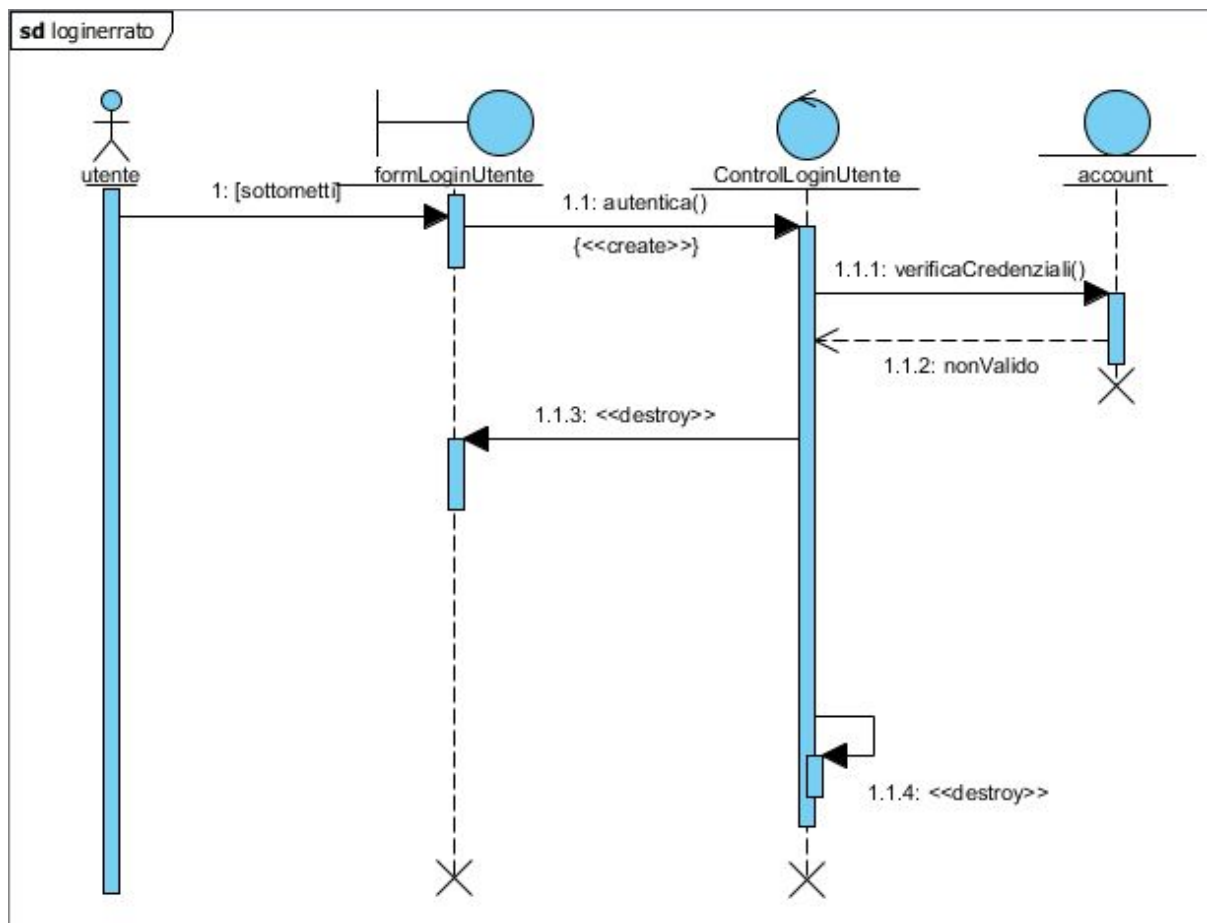 sd loginerrato
utente
formLoginUtente
ControlLoginUtente
account
1: [sottometti]
1.1: autentica()
{<<create>>}
1.1.1: verificaCredenziali()
1.1.2: nonValido
1.1.3: <<destroy>>
1.1.4: <<destroy>>